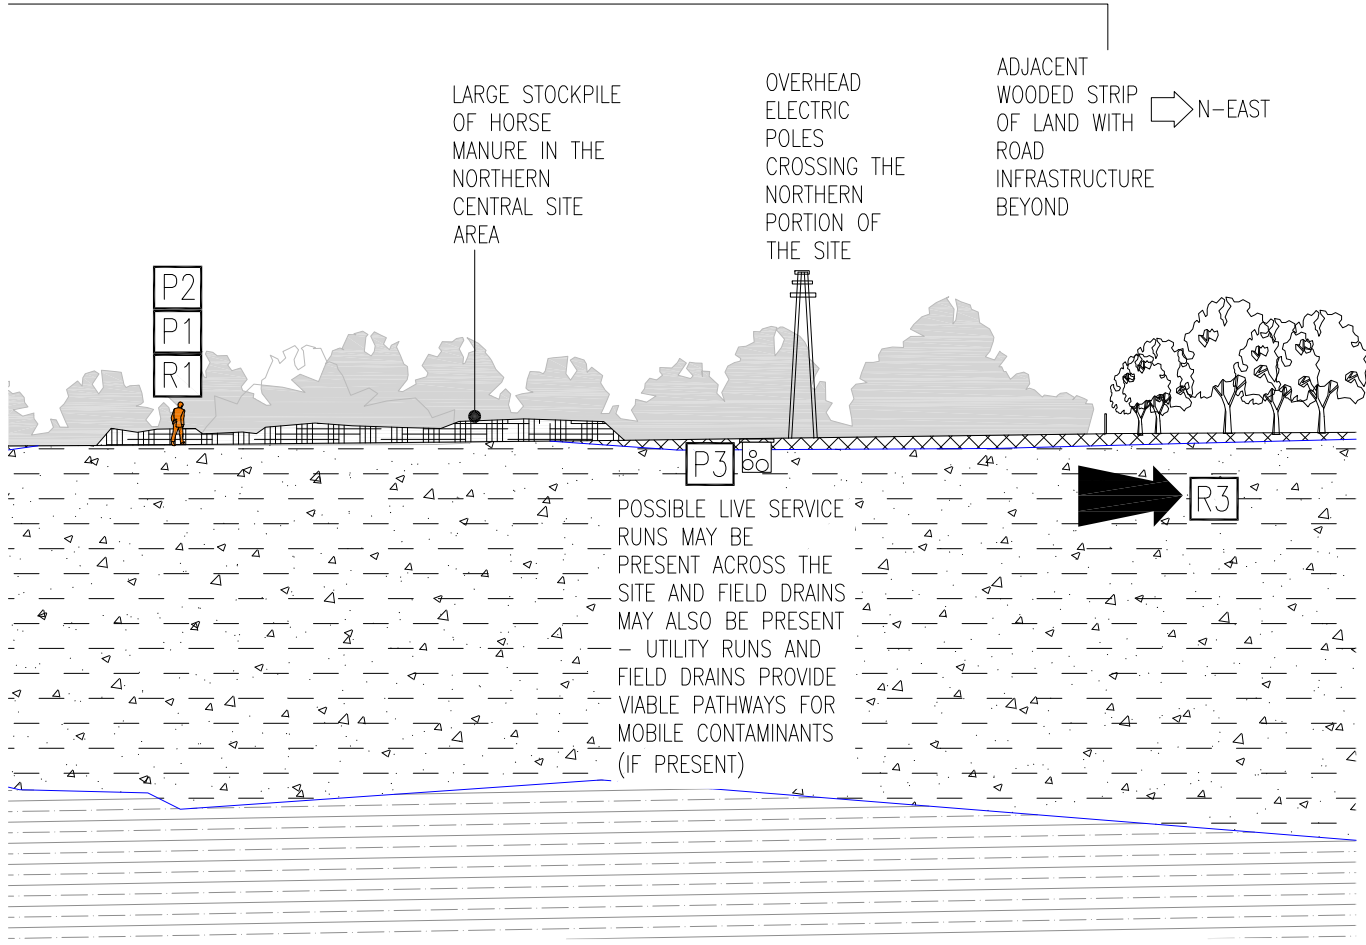 LARGE STOCKPILE
OF HORSE
MANURE IN THE
NORTHERN
CENTRAL SITE
AREA
OVERHEAD
ELECTRIC
POLES
CROSSING THE
NORTHERN
PORTION OF
THE SITE
ADJACENT
WOODED STRIP
OF LAND WITH
ROAD
INFRASTRUCTURE
BEYOND
N-EAST
P2
P1
R1
P3
R3
POSSIBLE LIVE SERVICE
RUNS MAY BE
PRESENT ACROSS THE
SITE AND FIELD DRAINS
MAY ALSO BE PRESENT
- UTILITY RUNS AND
FIELD DRAINS PROVIDE
VIABLE PATHWAYS FOR
MOBILE CONTAMINANTS
(IF PRESENT)